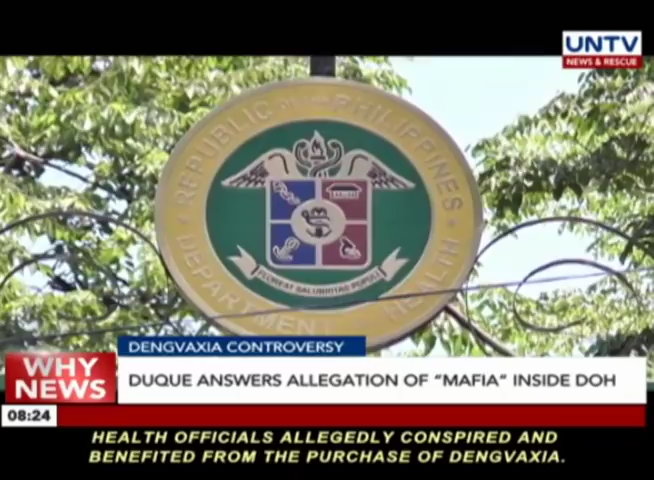 UNTV
NEWS & RESCUE
REPUBLIC OF THE PHILIPPINES
DEPARTMENT HEALTH
FLOREAT SALUBRITAS POPULI
DENGVAXIA CONTROVERSY
WHY
NEWS
DUQUE ANSWERS ALLEGATION OF "MAFIA" INSIDE DOH
08:24
HEALTH OFFICIALS ALLEGEDLY CONSPIRED AND
BENEFITED FROM THE PURCHASE OF DENGVAXIA.